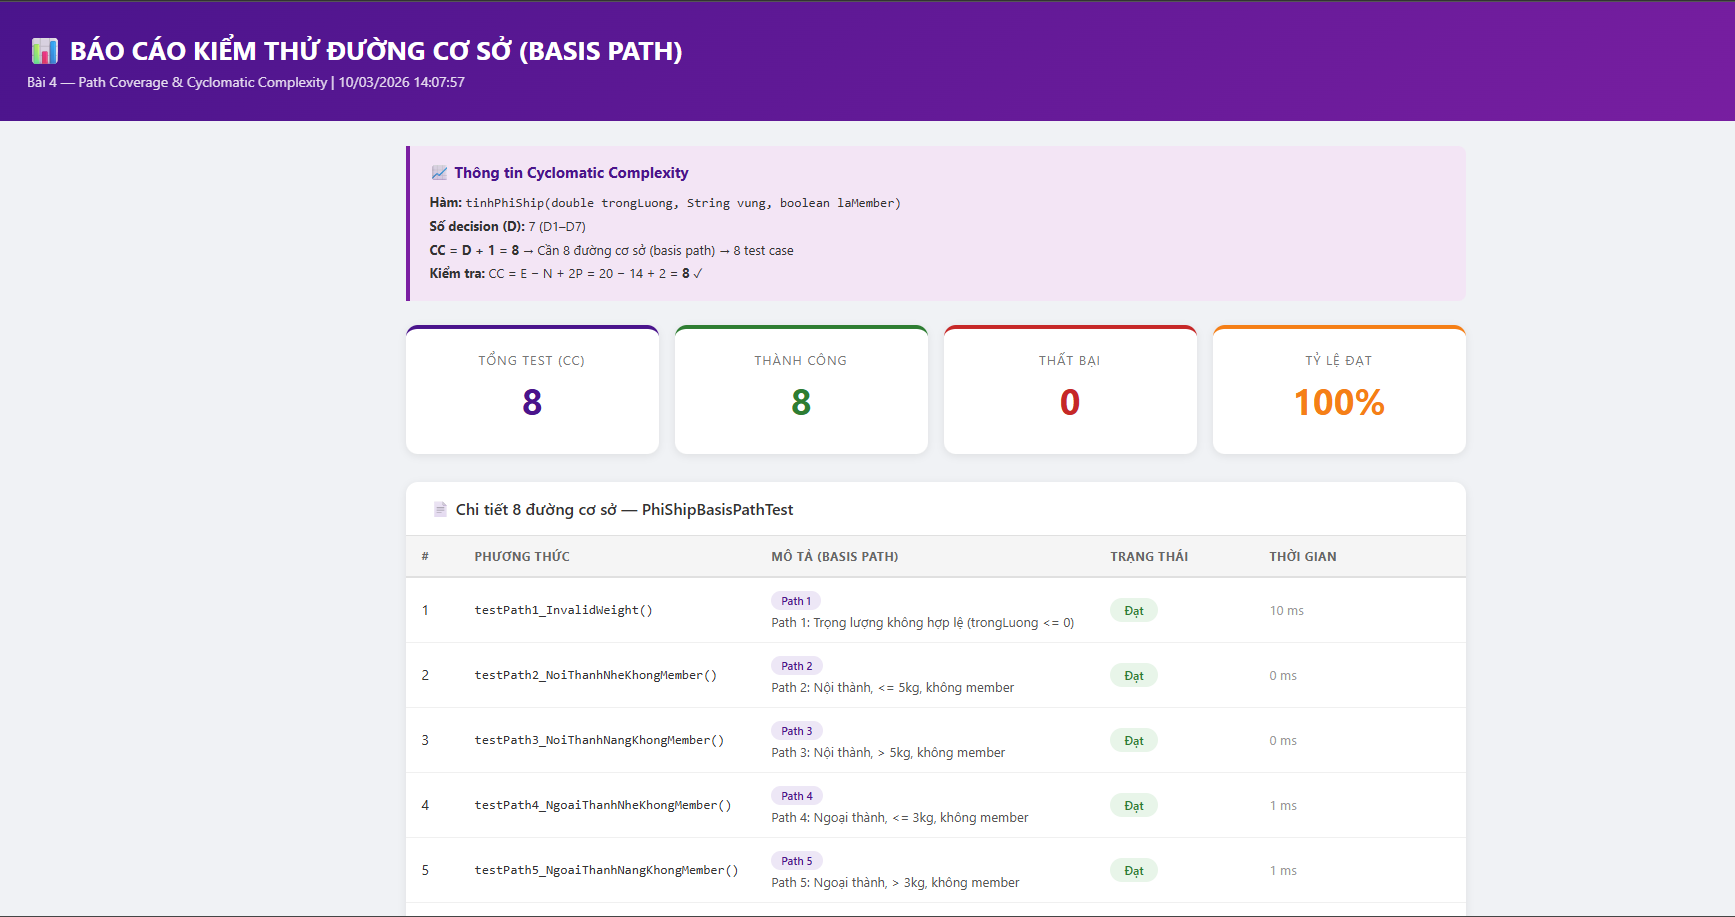 BÁO CÁO KIỂM THỬ ĐƯỜNG CƠ SỞ (BASIS PATH)
Bài 4 — Path Coverage & Cyclomatic Complexity | 10/03/2026 14:07:57
Thông tin Cyclomatic Complexity
Hàm: tinhPhiShip(double trongLuong, String vung, boolean laMember)
Số decision (D): 7 (D1–D7)
CC = D + 1 = 8 → Cần 8 đường cơ sở (basis path) → 8 test case
Kiểm tra: CC = E − N + 2P = 20 − 14 + 2 = 8 ✓
TỔNG TEST (CC)
8
THÀNH CÔNG
8
THẤT BẠI
0
TỶ LỆ ĐẠT
100%
Chi tiết 8 đường cơ sở — PhiShipBasisPathTest
# PHƯƠNG THỨC MÔ TẢ (BASIS PATH) TRẠNG THÁI THỜI GIAN
Path 1
1 testPath1_InvalidWeight() Đạt 10 ms
Path 1: Trọng lượng không hợp lệ (trongLuong <= 0)
Path 2
2 testPath2_NoiThanhNheKhongMember() Đạt 0 ms
Path 2: Nội thành, <= 5kg, không member
Path 3
3 testPath3_NoiThanhNangKhongMember() Đạt 0 ms
Path 3: Nội thành, > 5kg, không member
Path 4
4 testPath4_NgoaiThanhNheKhongMember() Đạt 1 ms
Path 4: Ngoại thành, <= 3kg, không member
Path 5
5 testPath5_NgoaiThanhNangKhongMember() Đạt 1 ms
Path 5: Ngoại thành, > 3kg, không member